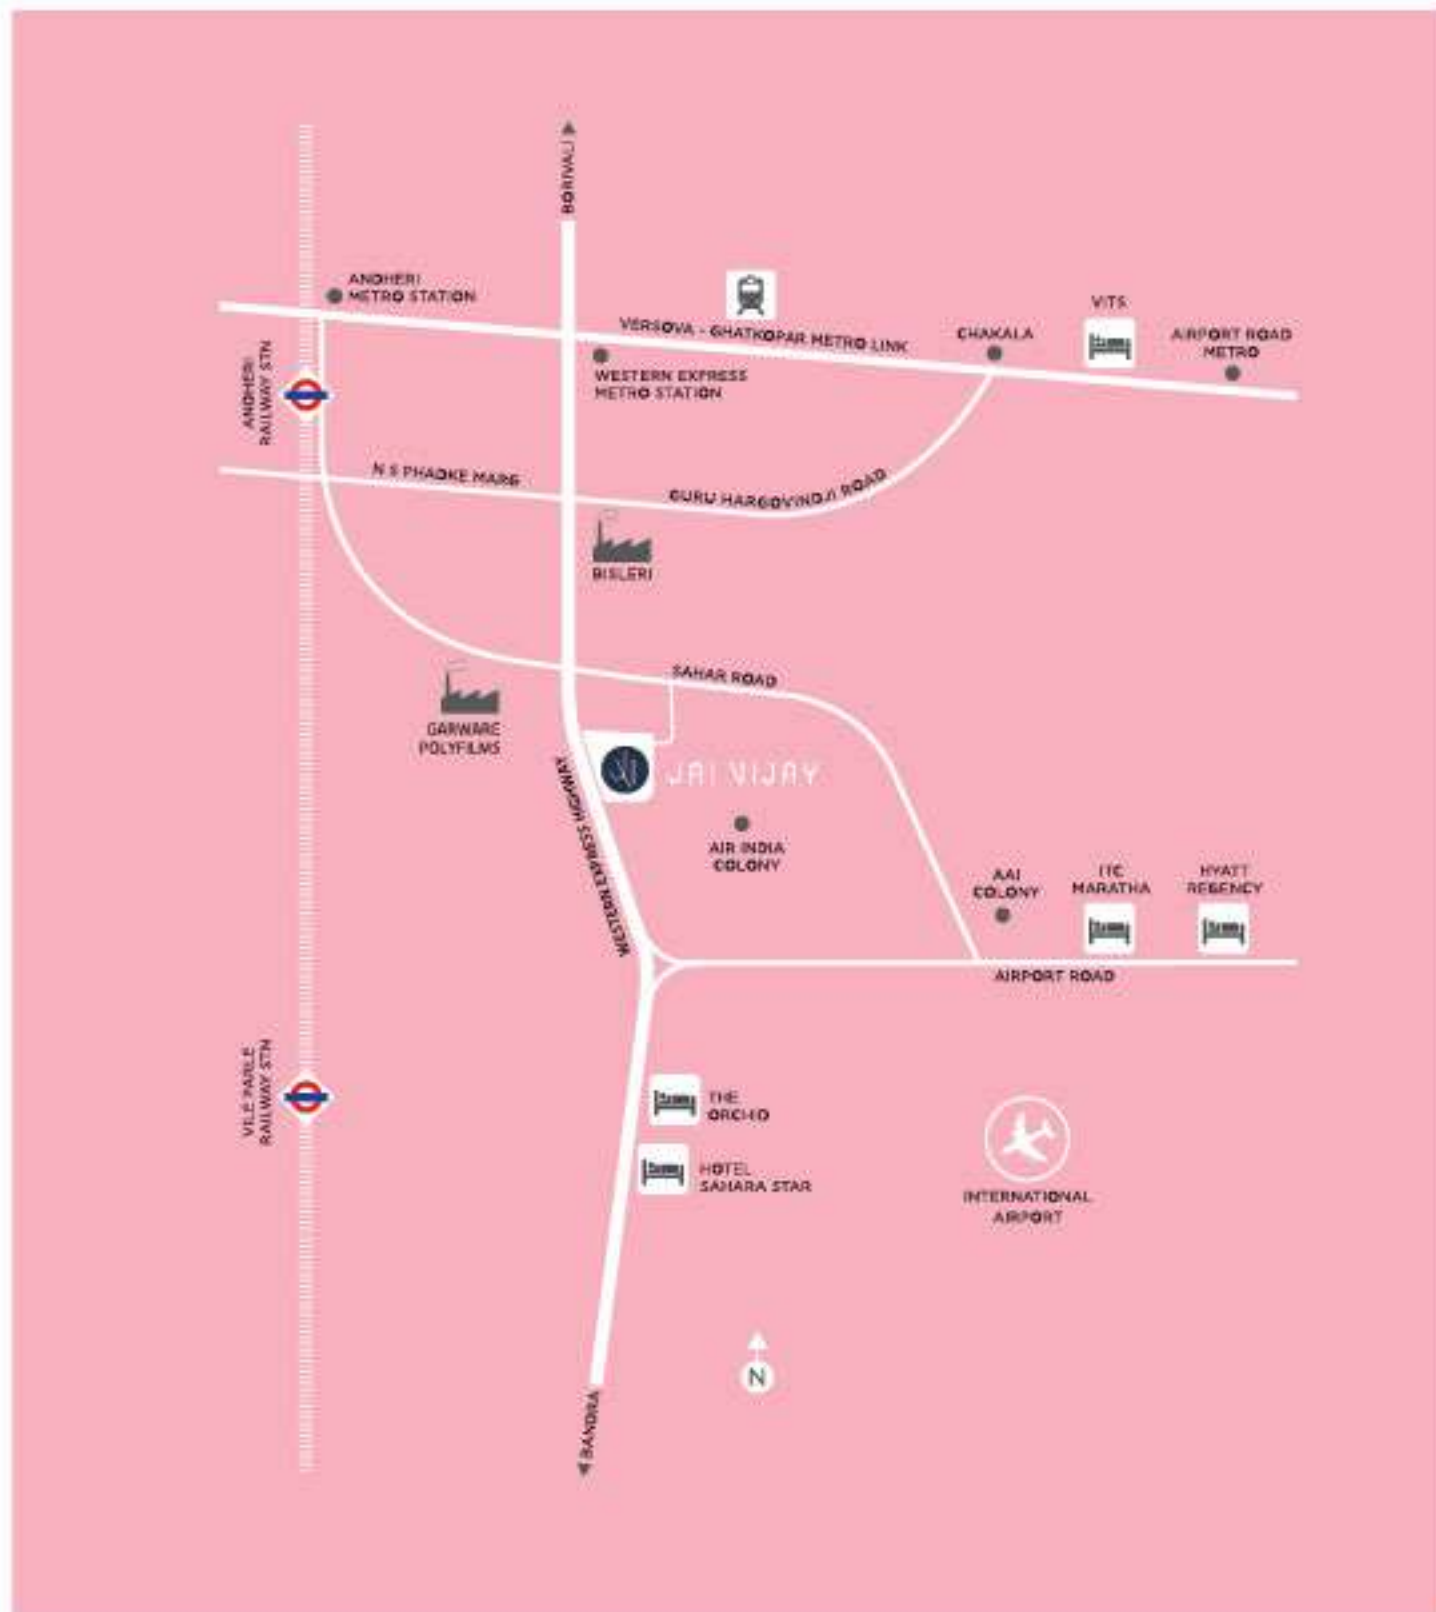 BORIVALI
ANDHERI
METRO STATION
VERSOVA - GHATKOPAR METRO LINK
VITS
CHAKALA
AIRPORT ROAD
METRO
WESTERN EXPRESS
METRO STATION
ANDHERI
RAILWAY STN
N S PHADKE MARG
GURU HARGOVINDJI ROAD
BISLERI
SAHAR ROAD
GARWARE
POLYFILMS
JAI VIJAY
WESTERN EXPRESS HIGHWAY
AIR INDIA
COLONY
AAI
COLONY
ITC
MARATHA
HYATT
REGENCY
AIRPORT ROAD
VILE PARLE
RAILWAY STN
THE
ORCHID
HOTEL
SAHARA STAR
INTERNATIONAL
AIRPORT
N
BANDRA